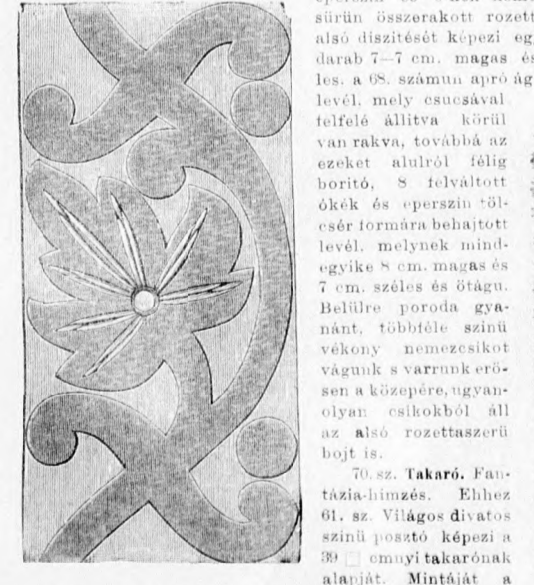 sürün összerakott rozett
alsó diszitését képezi eg
darab 7—7 cm. magas és
les. a 68. számun apró ág
levél. mely csucsával
felfelé állitva körül
van rakva, továbbá az
ezeket alulról félig
boritó, 8 felváltott
ókék és eperszin töl-
csér formára behajtott
levél. melynek mind-
egyike 8 cm. magas és
7 cm. széles és ötágu.
Belülre poroda gya-
nánt, többféle szinü
vékony nemezcsikot
vágunk s varrunk erő-
sen a közepére, ugyan-
olyan csikokból áll
az alsó rozettaszerü
bojt is.
70. sz. Takaró. Fan-
tázia-himzés. Ehhez
61. sz. Világos divatos
szinü posztó képezi a
39 □ cmnyi takarónak
alapját. Mintáját a